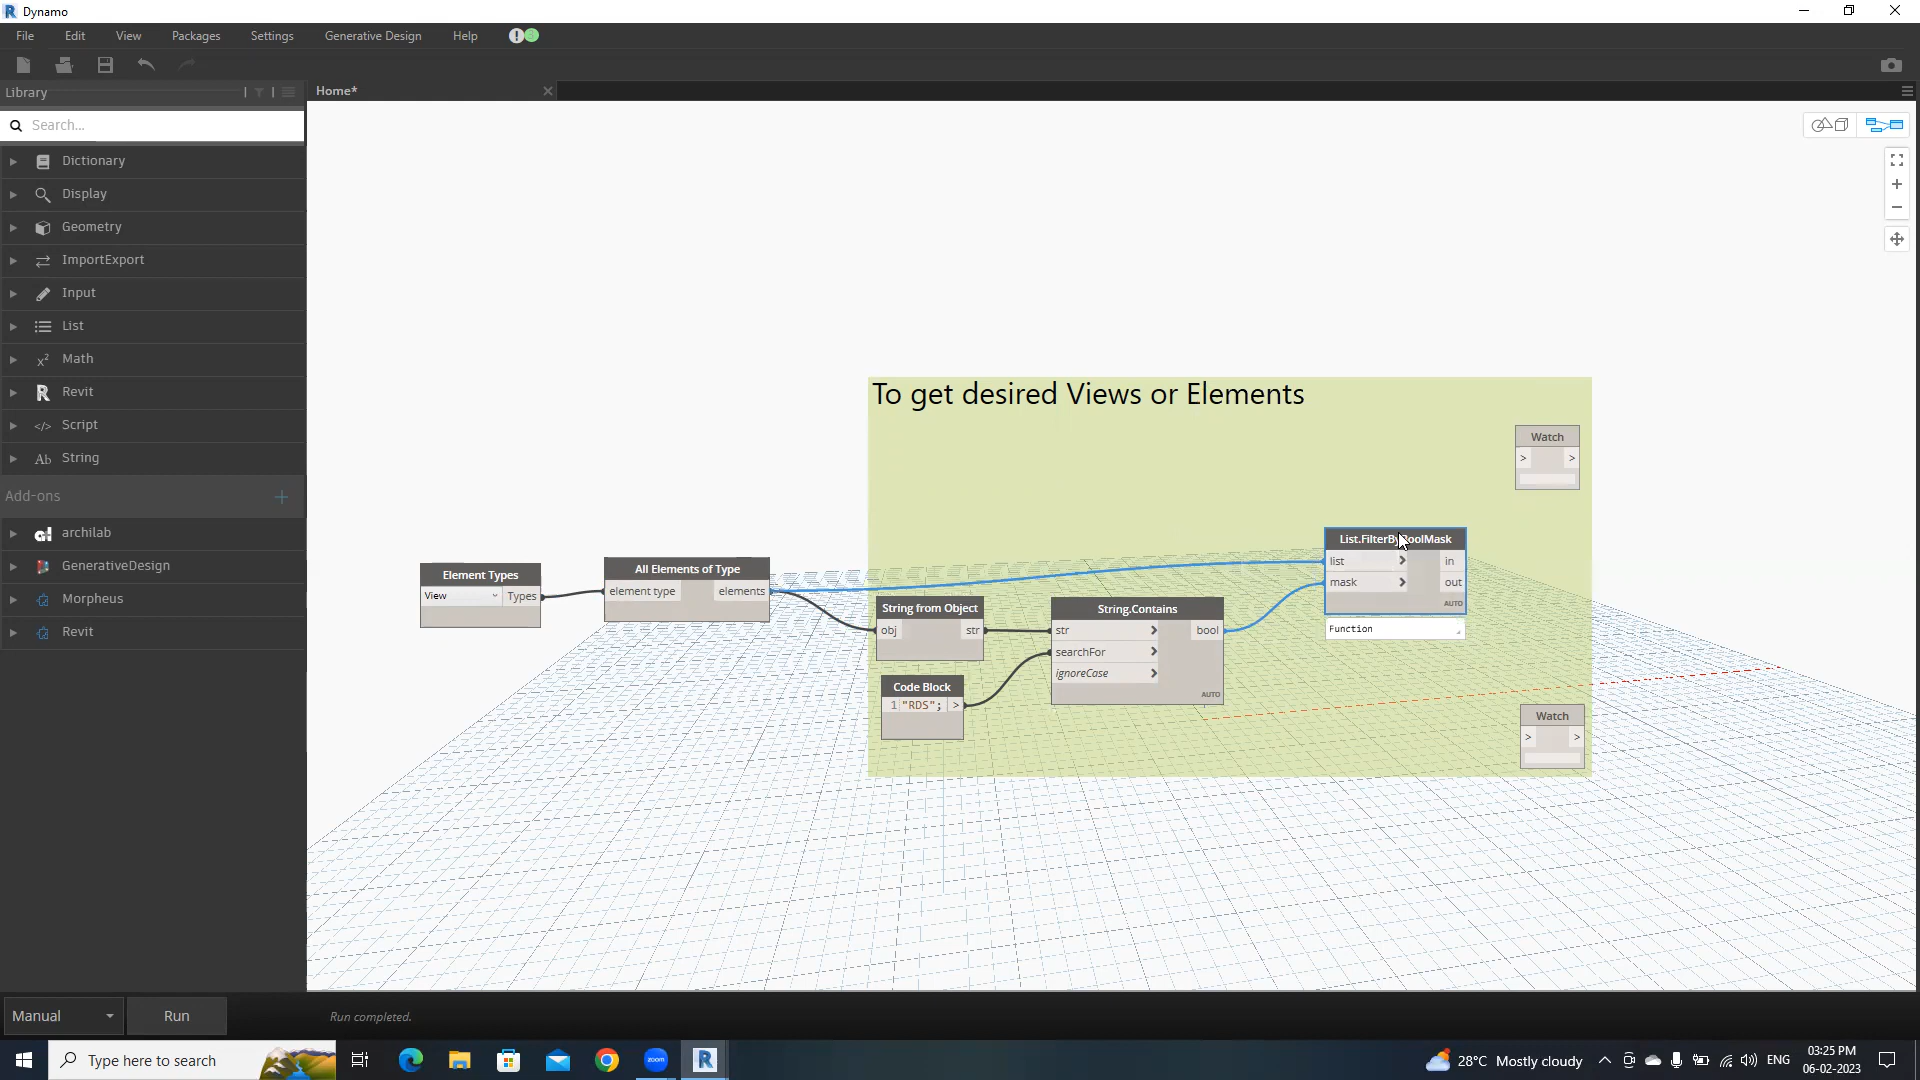 Dynamo
File Edit View Packages Settings Generative Design Help
Library
Home*
Search...
Dictionary
Display
Geometry
ImportExport
Input
List
Math
Revit
Script
String
Add-ons
archilab
GenerativeDesign
Morpheus
Revit
To get desired Views or Elements
Watch
> >
Element Types
View Types
All Elements of Type
element type elements
String from Object
obj str
Code Block
1 "RDS"; >
String.Contains
str > bool
searchFor >
ignoreCase >
AUTO
List.FilterByBoolMask
list > in
mask > out
AUTO
Function
Watch
> >
Manual Run Run completed.
Type here to search
zoom
28°C Mostly cloudy
ENG
03:25 PM
06-02-2023